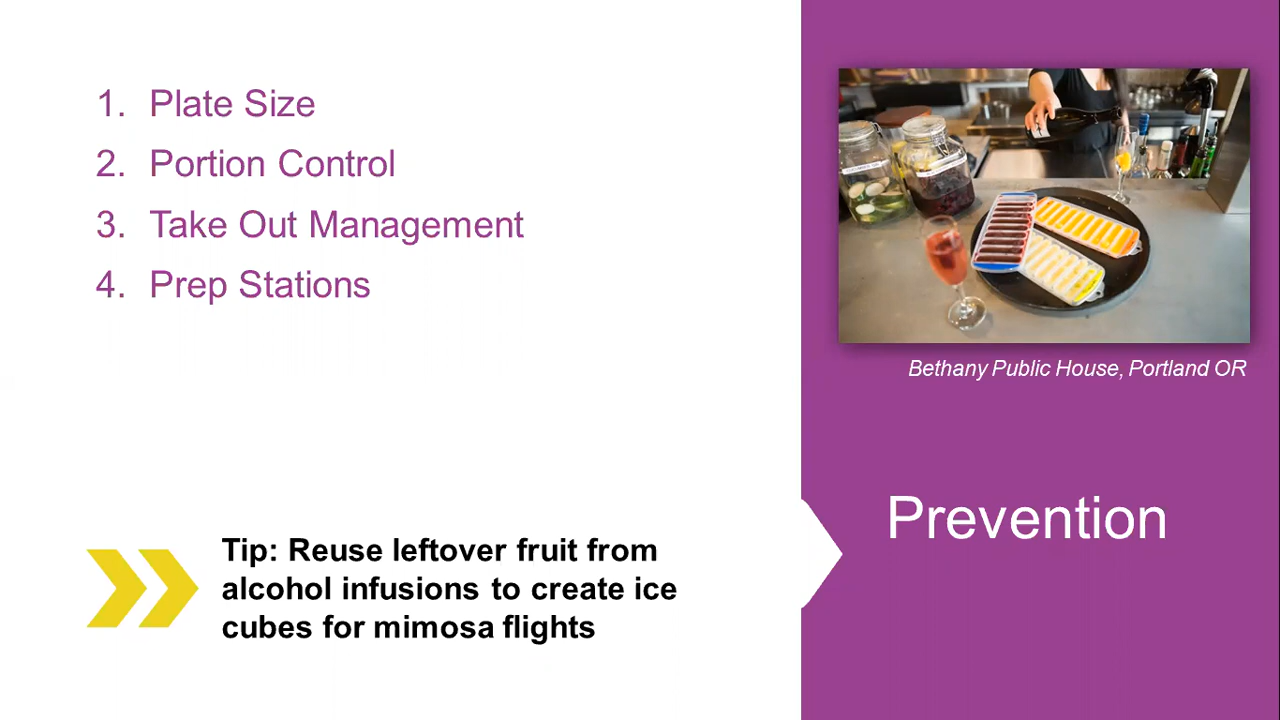 1. Plate Size
2. Portion Control
3. Take Out Management
4. Prep Stations
Tip: Reuse leftover fruit from
alcohol infusions to create ice
cubes for mimosa flights
Bethany Public House, Portland OR
Prevention